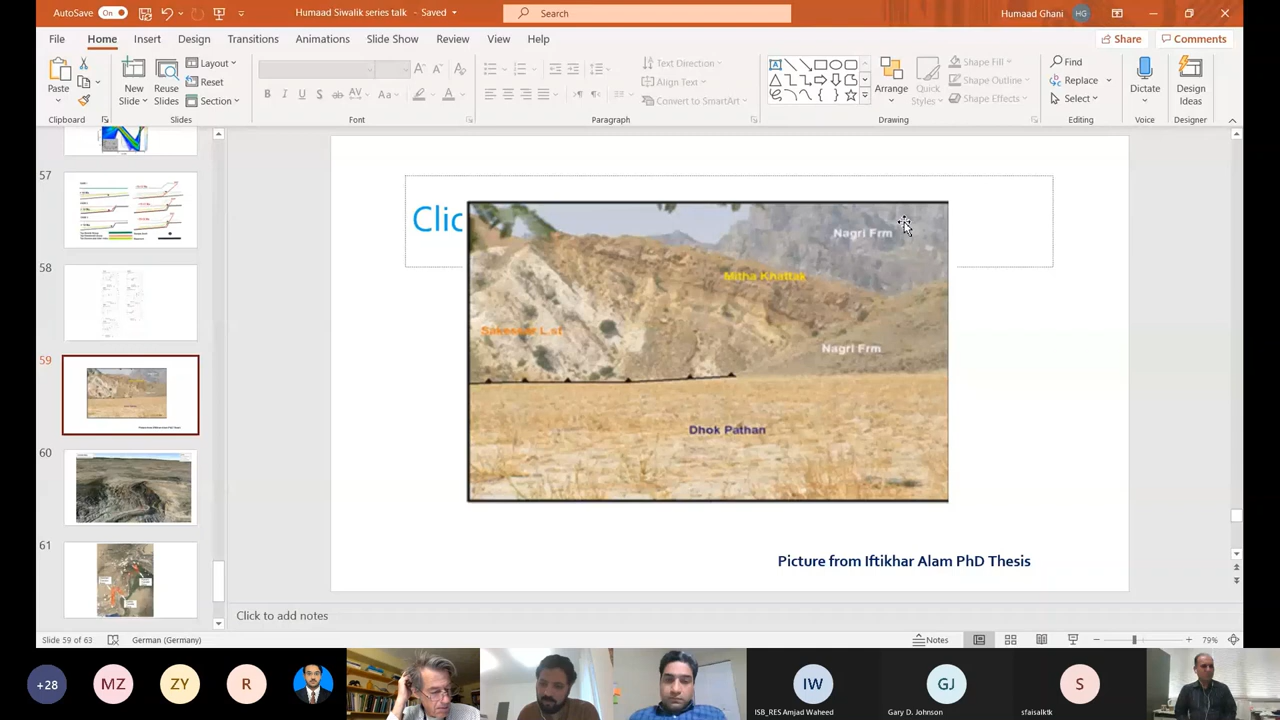 AutoSave On Humaad Siwalik series talk - Saved Search Humaad Ghani HG
File Home Insert Design Transitions Animations Slide Show Review View Help Share Comments
Paste New Slide Reuse Slides Layout Reset Section
B I U S ab AV Aa A
Text Direction Align Text Convert to SmartArt
Arrange Quick Styles Shape Fill Shape Outline Shape Effects
Find Replace Select Dictate Design Ideas
Clipboard Slides Font Paragraph Drawing Editing Voice Designer
57
58
59
60
61
Clic
Nagri Frm
Mitha Khattak
Sakessar L st
Nagri Frm
Dhok Pathan
Picture from Iftikhar Alam PhD Thesis
Click to add notes
Slide 59 of 63 German (Germany) Notes 79%
+28 MZ ZY R IW GJ S
ISB_RES Amjad Waheed Gary D. Johnson sfaisalktk